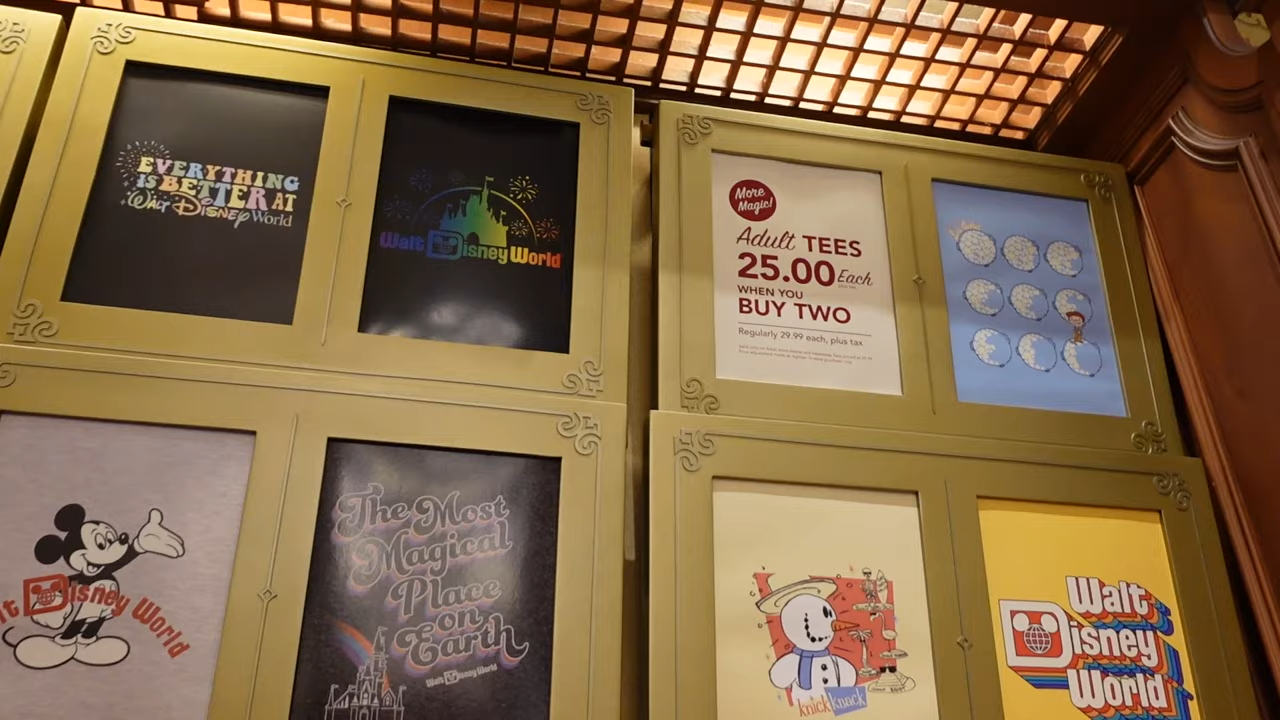 EVERYTHING
IS BETTER AT
WALT DISNEY World
Walt Disney World
More
Magic!
Adult TEES
25.00 Each
plus tax
WHEN YOU
BUY TWO
Regularly 29.99 each, plus tax
Disney World
The Most
Magical
Place
on
Earth
Walt Disney World
knick knack
Walt
Disney
World